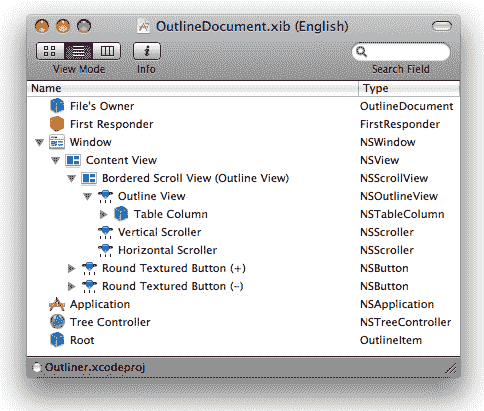 OutlineDocument.xib (English)
View Mode Info Search Field
Name Type
File's Owner OutlineDocument
First Responder FirstResponder
Window NSWindow
Content View NSView
Bordered Scroll View (Outline View) NSScrollView
Outline View NSOutlineView
Table Column NSTableColumn
Vertical Scroller NSScroller
Horizontal Scroller NSScroller
Round Textured Button (+) NSButton
Round Textured Button (-) NSButton
Application NSApplication
Tree Controller NSTreeController
Root OutlineItem
Outliner.xcodeproj